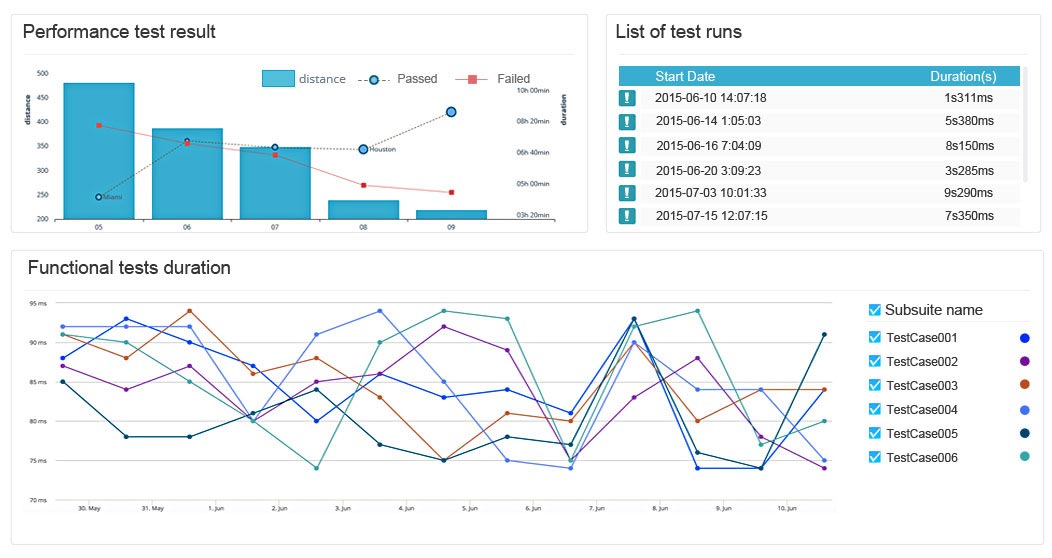 Performance test result
distance
Passed
Failed
distance
500
450
400
350
300
250
200
10h 00min
08h 20min
06h 40min
05h 00min
03h 20min
duration
Miami
Houston
05 06 07 08 09
List of test runs
Start Date Duration(s)
2015-06-10 14:07:18 1s311ms
2015-06-14 1:05:03 5s380ms
2015-06-16 7:04:09 8s150ms
2015-06-20 3:09:23 3s285ms
2015-07-03 10:01:33 9s290ms
2015-07-15 12:07:15 7s350ms
Functional tests duration
95 ms
90 ms
85 ms
80 ms
75 ms
70 ms
30. May 31. May 1. Jun 2. Jun 3. Jun 4. Jun 5. Jun 6. Jun 7. Jun 8. Jun 9. Jun 10. Jun
Subsuite name
TestCase001
TestCase002
TestCase003
TestCase004
TestCase005
TestCase006